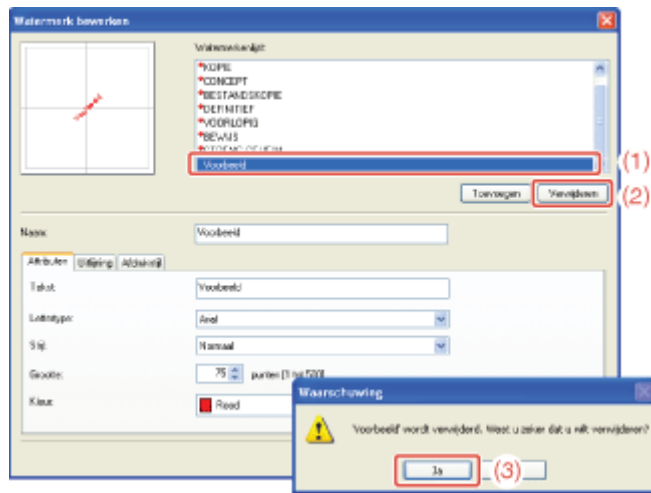 Watermerk bewerken
Watermerkenlijst:
*KOPIE
*CONCEPT
*BESTANDSKOPIE
*DEFINITIEF
*VOORLOPIG
*BEWIJS
Voorbeeld
(1)
Toevoegen Verwijderen (2)
Voorbeeld
Naam: Voorbeeld
Attributen Uitlijning Afdrukstijl
Tekst: Voorbeeld
Lettertype: Arial
Stijl: Normaal
Grootte: 75 punten [1 tot 500]
Kleur: Rood
Waarschuwing
'Voorbeeld' wordt verwijderd. Weet u zeker dat u wilt verwijderen?
Ja (3)